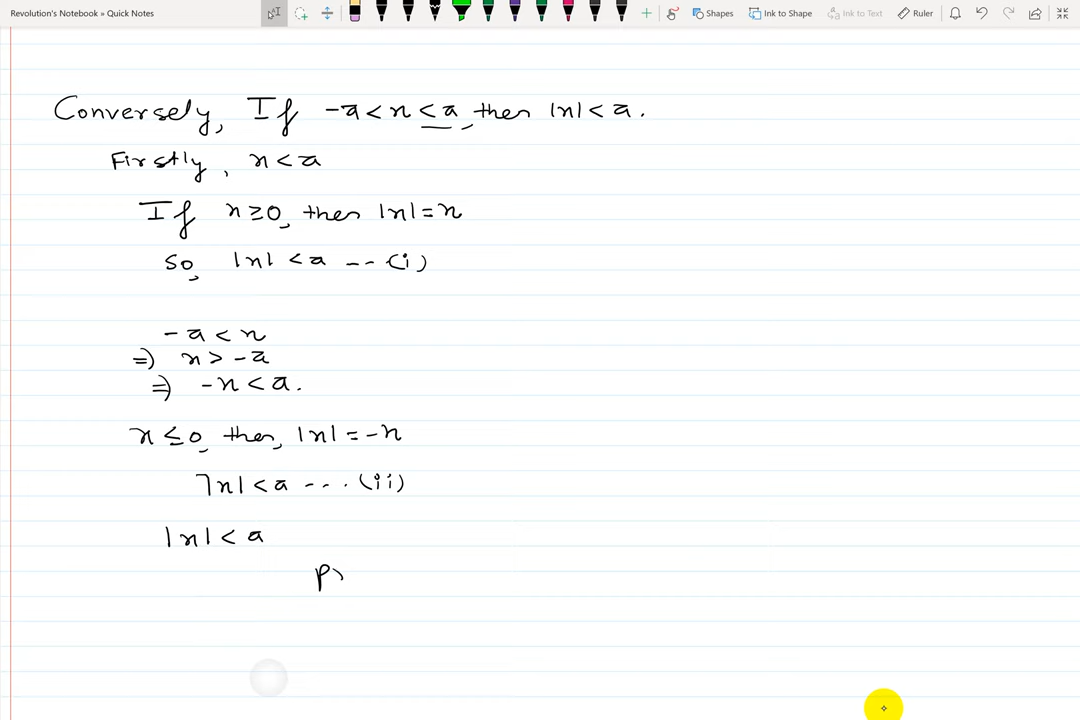 Revolution's Notebook » Quick Notes
Shapes Ink to Shape Ink to Text Ruler
Conversely, If -a < x < a, then |x| < a.
Firstly, x < a
If x ≥ 0, then |x| = x
So, |x| < a -- (i)
-a < x
⇒) x > -a
⇒) -x < a.
x ≤ 0, then, |x| = -x
|x| < a --- (ii)
|x| < a